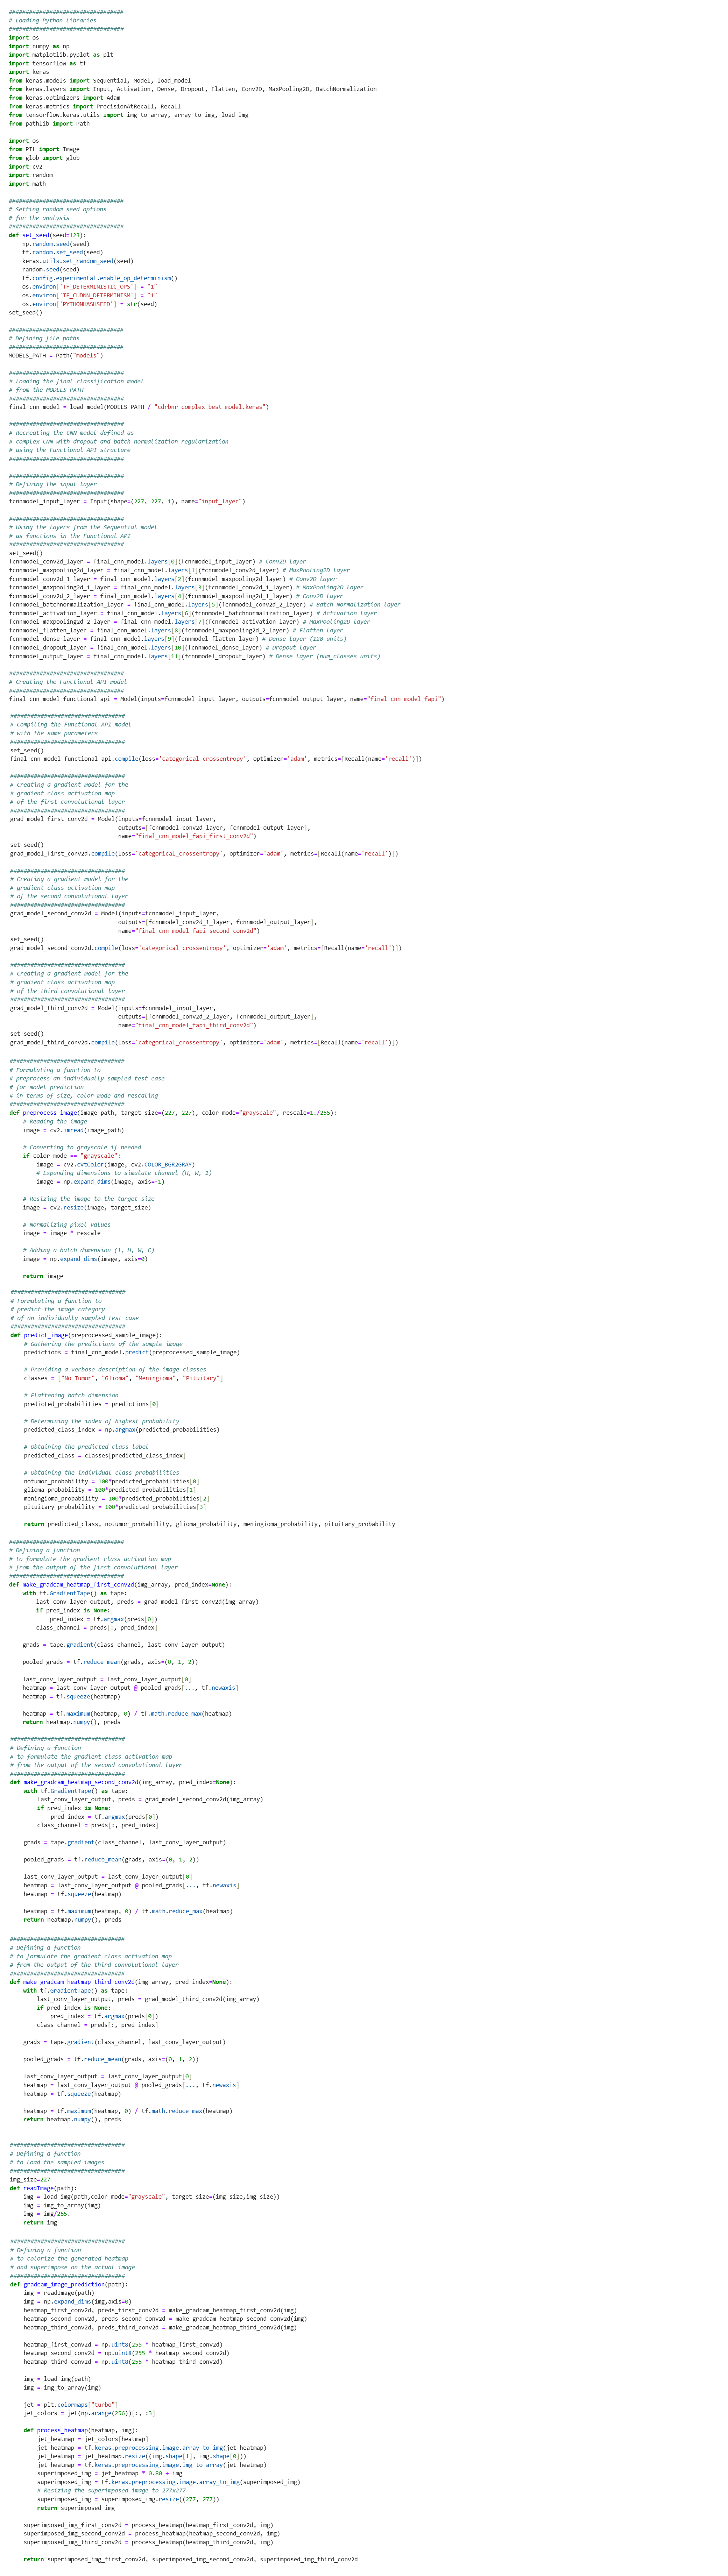 ##################################
# Loading Python Libraries
##################################
import os
import numpy as np
import matplotlib.pyplot as plt
import tensorflow as tf
import keras
from keras.models import Sequential, Model, load_model
from keras.layers import Input, Activation, Dense, Dropout, Flatten, Conv2D, MaxPooling2D, BatchNormalization
from keras.optimizers import Adam
from keras.metrics import PrecisionAtRecall, Recall
from tensorflow.keras.utils import img_to_array, array_to_img, load_img
from pathlib import Path
import os
from PIL import Image
from glob import glob
import cv2
import random
import math
##################################
# Setting random seed options
# for the analysis
##################################
def set_seed(seed=123):
    np.random.seed(seed)
    tf.random.set_seed(seed)
    keras.utils.set_random_seed(seed)
    random.seed(seed)
    tf.config.experimental.enable_op_determinism()
    os.environ['TF_DETERMINISTIC_OPS'] = "1"
    os.environ['TF_CUDNN_DETERMINISM'] = "1"
    os.environ['PYTHONHASHSEED'] = str(seed)
set_seed()
##################################
# Defining file paths
##################################
MODELS_PATH = Path("models")
##################################
# Loading the final classification model
# from the MODELS_PATH
##################################
final_cnn_model = load_model(MODELS_PATH / "cdrbnr_complex_best_model.keras")
##################################
# Recreating the CNN model defined as
# complex CNN with dropout and batch normalization regularization
# using the Functional API structure
##################################
##################################
# Defining the input layer
##################################
fcnnmodel_input_layer = Input(shape=(227, 227, 1), name="input_layer")
##################################
# Using the layers from the Sequential model
# as functions in the Functional API
##################################
set_seed()
fcnnmodel_conv2d_layer = final_cnn_model.layers[0](fcnnmodel_input_layer) # Conv2D layer
fcnnmodel_maxpooling2d_layer = final_cnn_model.layers[1](fcnnmodel_conv2d_layer) # MaxPooling2D layer
fcnnmodel_conv2d_1_layer = final_cnn_model.layers[2](fcnnmodel_maxpooling2d_layer) # Conv2D layer
fcnnmodel_maxpooling2d_1_layer = final_cnn_model.layers[3](fcnnmodel_conv2d_1_layer) # MaxPooling2D layer
fcnnmodel_conv2d_2_layer = final_cnn_model.layers[4](fcnnmodel_maxpooling2d_1_layer) # Conv2D layer
fcnnmodel_batchnormalization_layer = final_cnn_model.layers[5](fcnnmodel_conv2d_2_layer) # Batch Normalization layer
fcnnmodel_activation_layer = final_cnn_model.layers[6](fcnnmodel_batchnormalization_layer) # Activation layer
fcnnmodel_maxpooling2d_2_layer = final_cnn_model.layers[7](fcnnmodel_activation_layer) # MaxPooling2D layer
fcnnmodel_flatten_layer = final_cnn_model.layers[8](fcnnmodel_maxpooling2d_2_layer) # Flatten layer
fcnnmodel_dense_layer = final_cnn_model.layers[9](fcnnmodel_flatten_layer) # Dense layer (128 units)
fcnnmodel_dropout_layer = final_cnn_model.layers[10](fcnnmodel_dense_layer) # Dropout layer
fcnnmodel_output_layer = final_cnn_model.layers[11](fcnnmodel_dropout_layer) # Dense layer (num_classes units)
##################################
# Creating the Functional API model
##################################
final_cnn_model_functional_api = Model(inputs=fcnnmodel_input_layer, outputs=fcnnmodel_output_layer, name="final_cnn_model_fapi")
##################################
# Compiling the Functional API model
# with the same parameters
##################################
set_seed()
final_cnn_model_functional_api.compile(loss='categorical_crossentropy', optimizer='adam', metrics=[Recall(name='recall')])
##################################
# Creating a gradient model for the
# gradient class activation map
# of the first convolutional layer
##################################
grad_model_first_conv2d = Model(inputs=fcnnmodel_input_layer,
                                outputs=[fcnnmodel_conv2d_layer, fcnnmodel_output_layer],
                                name="final_cnn_model_fapi_first_conv2d")
set_seed()
grad_model_first_conv2d.compile(loss='categorical_crossentropy', optimizer='adam', metrics=[Recall(name='recall')])
##################################
# Creating a gradient model for the
# gradient class activation map
# of the second convolutional layer
##################################
grad_model_second_conv2d = Model(inputs=fcnnmodel_input_layer,
                                outputs=[fcnnmodel_conv2d_1_layer, fcnnmodel_output_layer],
                                name="final_cnn_model_fapi_second_conv2d")
set_seed()
grad_model_second_conv2d.compile(loss='categorical_crossentropy', optimizer='adam', metrics=[Recall(name='recall')])
##################################
# Creating a gradient model for the
# gradient class activation map
# of the third convolutional layer
##################################
grad_model_third_conv2d = Model(inputs=fcnnmodel_input_layer,
                                outputs=[fcnnmodel_conv2d_2_layer, fcnnmodel_output_layer],
                                name="final_cnn_model_fapi_third_conv2d")
set_seed()
grad_model_third_conv2d.compile(loss='categorical_crossentropy', optimizer='adam', metrics=[Recall(name='recall')])
##################################
# Formulating a function to
# preprocess an individually sampled test case
# for model prediction
# in terms of size, color mode and rescaling
##################################
def preprocess_image(image_path, target_size=(227, 227), color_mode="grayscale", rescale=1./255):
    # Reading the image
    image = cv2.imread(image_path)
    # Converting to grayscale if needed
    if color_mode == "grayscale":
        image = cv2.cvtColor(image, cv2.COLOR_BGR2GRAY)
        # Expanding dimensions to simulate channel (H, W, 1)
        image = np.expand_dims(image, axis=-1)
    # Resizing the image to the target size
    image = cv2.resize(image, target_size)
    # Normalizing pixel values
    image = image * rescale
    # Adding a batch dimension (1, H, W, C)
    image = np.expand_dims(image, axis=0)
    return image
##################################
# Formulating a function to
# predict the image category
# of an individually sampled test case
##################################
def predict_image(preprocessed_sample_image):
    # Gathering the predictions of the sample image
    predictions = final_cnn_model.predict(preprocessed_sample_image)
    # Providing a verbose description of the image classes
    classes = ["No Tumor", "Glioma", "Meningioma", "Pituitary"]
    # Flattening batch dimension
    predicted_probabilities = predictions[0]
    # Determining the index of highest probability
    predicted_class_index = np.argmax(predicted_probabilities)
    # Obtaining the predicted class label
    predicted_class = classes[predicted_class_index]
    # Obtaining the individual class probabilities
    notumor_probability = 100*predicted_probabilities[0]
    glioma_probability = 100*predicted_probabilities[1]
    meningioma_probability = 100*predicted_probabilities[2]
    pituitary_probability = 100*predicted_probabilities[3]
    return predicted_class, notumor_probability, glioma_probability, meningioma_probability, pituitary_probability
##################################
# Defining a function
# to formulate the gradient class activation map
# from the output of the first convolutional layer
##################################
def make_gradcam_heatmap_first_conv2d(img_array, pred_index=None):
    with tf.GradientTape() as tape:
        last_conv_layer_output, preds = grad_model_first_conv2d(img_array)
        if pred_index is None:
            pred_index = tf.argmax(preds[0])
        class_channel = preds[:, pred_index]
    grads = tape.gradient(class_channel, last_conv_layer_output)
    pooled_grads = tf.reduce_mean(grads, axis=(0, 1, 2))
    last_conv_layer_output = last_conv_layer_output[0]
    heatmap = last_conv_layer_output @ pooled_grads[..., tf.newaxis]
    heatmap = tf.squeeze(heatmap)
    heatmap = tf.maximum(heatmap, 0) / tf.math.reduce_max(heatmap)
    return heatmap.numpy(), preds
##################################
# Defining a function
# to formulate the gradient class activation map
# from the output of the second convolutional layer
##################################
def make_gradcam_heatmap_second_conv2d(img_array, pred_index=None):
    with tf.GradientTape() as tape:
        last_conv_layer_output, preds = grad_model_second_conv2d(img_array)
        if pred_index is None:
            pred_index = tf.argmax(preds[0])
        class_channel = preds[:, pred_index]
    grads = tape.gradient(class_channel, last_conv_layer_output)
    pooled_grads = tf.reduce_mean(grads, axis=(0, 1, 2))
    last_conv_layer_output = last_conv_layer_output[0]
    heatmap = last_conv_layer_output @ pooled_grads[..., tf.newaxis]
    heatmap = tf.squeeze(heatmap)
    heatmap = tf.maximum(heatmap, 0) / tf.math.reduce_max(heatmap)
    return heatmap.numpy(), preds
##################################
# Defining a function
# to formulate the gradient class activation map
# from the output of the third convolutional layer
##################################
def make_gradcam_heatmap_third_conv2d(img_array, pred_index=None):
    with tf.GradientTape() as tape:
        last_conv_layer_output, preds = grad_model_third_conv2d(img_array)
        if pred_index is None:
            pred_index = tf.argmax(preds[0])
        class_channel = preds[:, pred_index]
    grads = tape.gradient(class_channel, last_conv_layer_output)
    pooled_grads = tf.reduce_mean(grads, axis=(0, 1, 2))
    last_conv_layer_output = last_conv_layer_output[0]
    heatmap = last_conv_layer_output @ pooled_grads[..., tf.newaxis]
    heatmap = tf.squeeze(heatmap)
    heatmap = tf.maximum(heatmap, 0) / tf.math.reduce_max(heatmap)
    return heatmap.numpy(), preds
##################################
# Defining a function
# to load the sampled images
##################################
img_size=227
def readImage(path):
    img = load_img(path,color_mode="grayscale", target_size=(img_size,img_size))
    img = img_to_array(img)
    img = img/255.
    return img
##################################
# Defining a function
# to colorize the generated heatmap
# and superimpose on the actual image
##################################
def gradcam_image_prediction(path):
    img = readImage(path)
    img = np.expand_dims(img,axis=0)
    heatmap_first_conv2d, preds_first_conv2d = make_gradcam_heatmap_first_conv2d(img)
    heatmap_second_conv2d, preds_second_conv2d = make_gradcam_heatmap_second_conv2d(img)
    heatmap_third_conv2d, preds_third_conv2d = make_gradcam_heatmap_third_conv2d(img)
    heatmap_first_conv2d = np.uint8(255 * heatmap_first_conv2d)
    heatmap_second_conv2d = np.uint8(255 * heatmap_second_conv2d)
    heatmap_third_conv2d = np.uint8(255 * heatmap_third_conv2d)
    img = load_img(path)
    img = img_to_array(img)
    jet = plt.colormaps["turbo"]
    jet_colors = jet(np.arange(256))[:, :3]
    def process_heatmap(heatmap, img):
        jet_heatmap = jet_colors[heatmap]
        jet_heatmap = tf.keras.preprocessing.image.array_to_img(jet_heatmap)
        jet_heatmap = jet_heatmap.resize((img.shape[1], img.shape[0]))
        jet_heatmap = tf.keras.preprocessing.image.img_to_array(jet_heatmap)
        superimposed_img = jet_heatmap * 0.80 + img
        superimposed_img = tf.keras.preprocessing.image.array_to_img(superimposed_img)
        # Resizing the superimposed image to 277x277
        superimposed_img = superimposed_img.resize((277, 277))
        return superimposed_img
    superimposed_img_first_conv2d = process_heatmap(heatmap_first_conv2d, img)
    superimposed_img_second_conv2d = process_heatmap(heatmap_second_conv2d, img)
    superimposed_img_third_conv2d = process_heatmap(heatmap_third_conv2d, img)
    return superimposed_img_first_conv2d, superimposed_img_second_conv2d, superimposed_img_third_conv2d